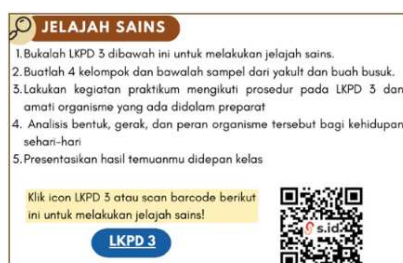 JELAJAH SAINS
1.Bukalah LKPD 3 dibawah ini untuk melakukan jelajah sains.
2.Buatlah 4 kelompok dan bawalah sampel dari yakult dan buah busuk.
3.Lakukan kegiatan praktikum mengikuti prosedur pada LKPD 3 dan
amati organisme yang ada didalam preparat
4. Analisis bentuk, gerak, dan peran organisme tersebut bagi kehidupan
sehari-hari
5.Presentasikan hasil temuanmu didepan kelas
Klik icon LKPD 3 atau scan barcode berikut
ini untuk melakukan jelajah sains!
s.id
LKPD 3